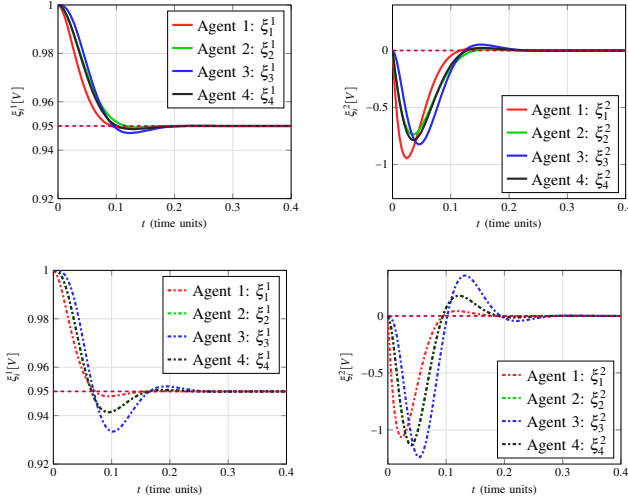 1
0.98
0.96
0.95
0.94
0.92
0 0.1 0.2 0.3 0.4
t (time units)
ξ_i^1[V]
Agent 1: ξ_1^1
Agent 2: ξ_2^1
Agent 3: ξ_3^1
Agent 4: ξ_4^1
0
−0.5
−1
0 0.1 0.2 0.3 0.4
t (time units)
ξ_i^2[V]
Agent 1: ξ_1^2
Agent 2: ξ_2^2
Agent 3: ξ_3^2
Agent 4: ξ_4^2
1
0.98
0.96
0.95
0.94
0.92
0 0.1 0.2 0.3 0.4
t (time units)
ξ_i^1[V]
Agent 1: ξ_1^1
Agent 2: ξ_2^1
Agent 3: ξ_3^1
Agent 4: ξ_4^1
0
−0.5
−1
0 0.1 0.2 0.3 0.4
t (time units)
ξ_i^2[V]
Agent 1: ξ_1^2
Agent 2: ξ_2^2
Agent 3: ξ_3^2
Agent 4: ξ_4^2